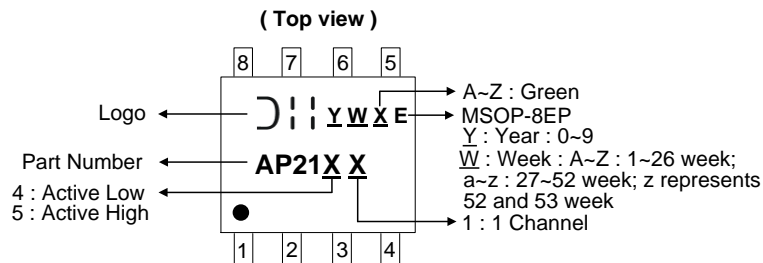 ( Top view )
8 7 6 5
Logo
Y W X E
A~Z : Green
MSOP-8EP
Y : Year : 0~9
W : Week : A~Z : 1~26 week;
a~z : 27~52 week; z represents
52 and 53 week
Part Number
AP21X X
4 : Active Low
5 : Active High
1 : 1 Channel
1 2 3 4